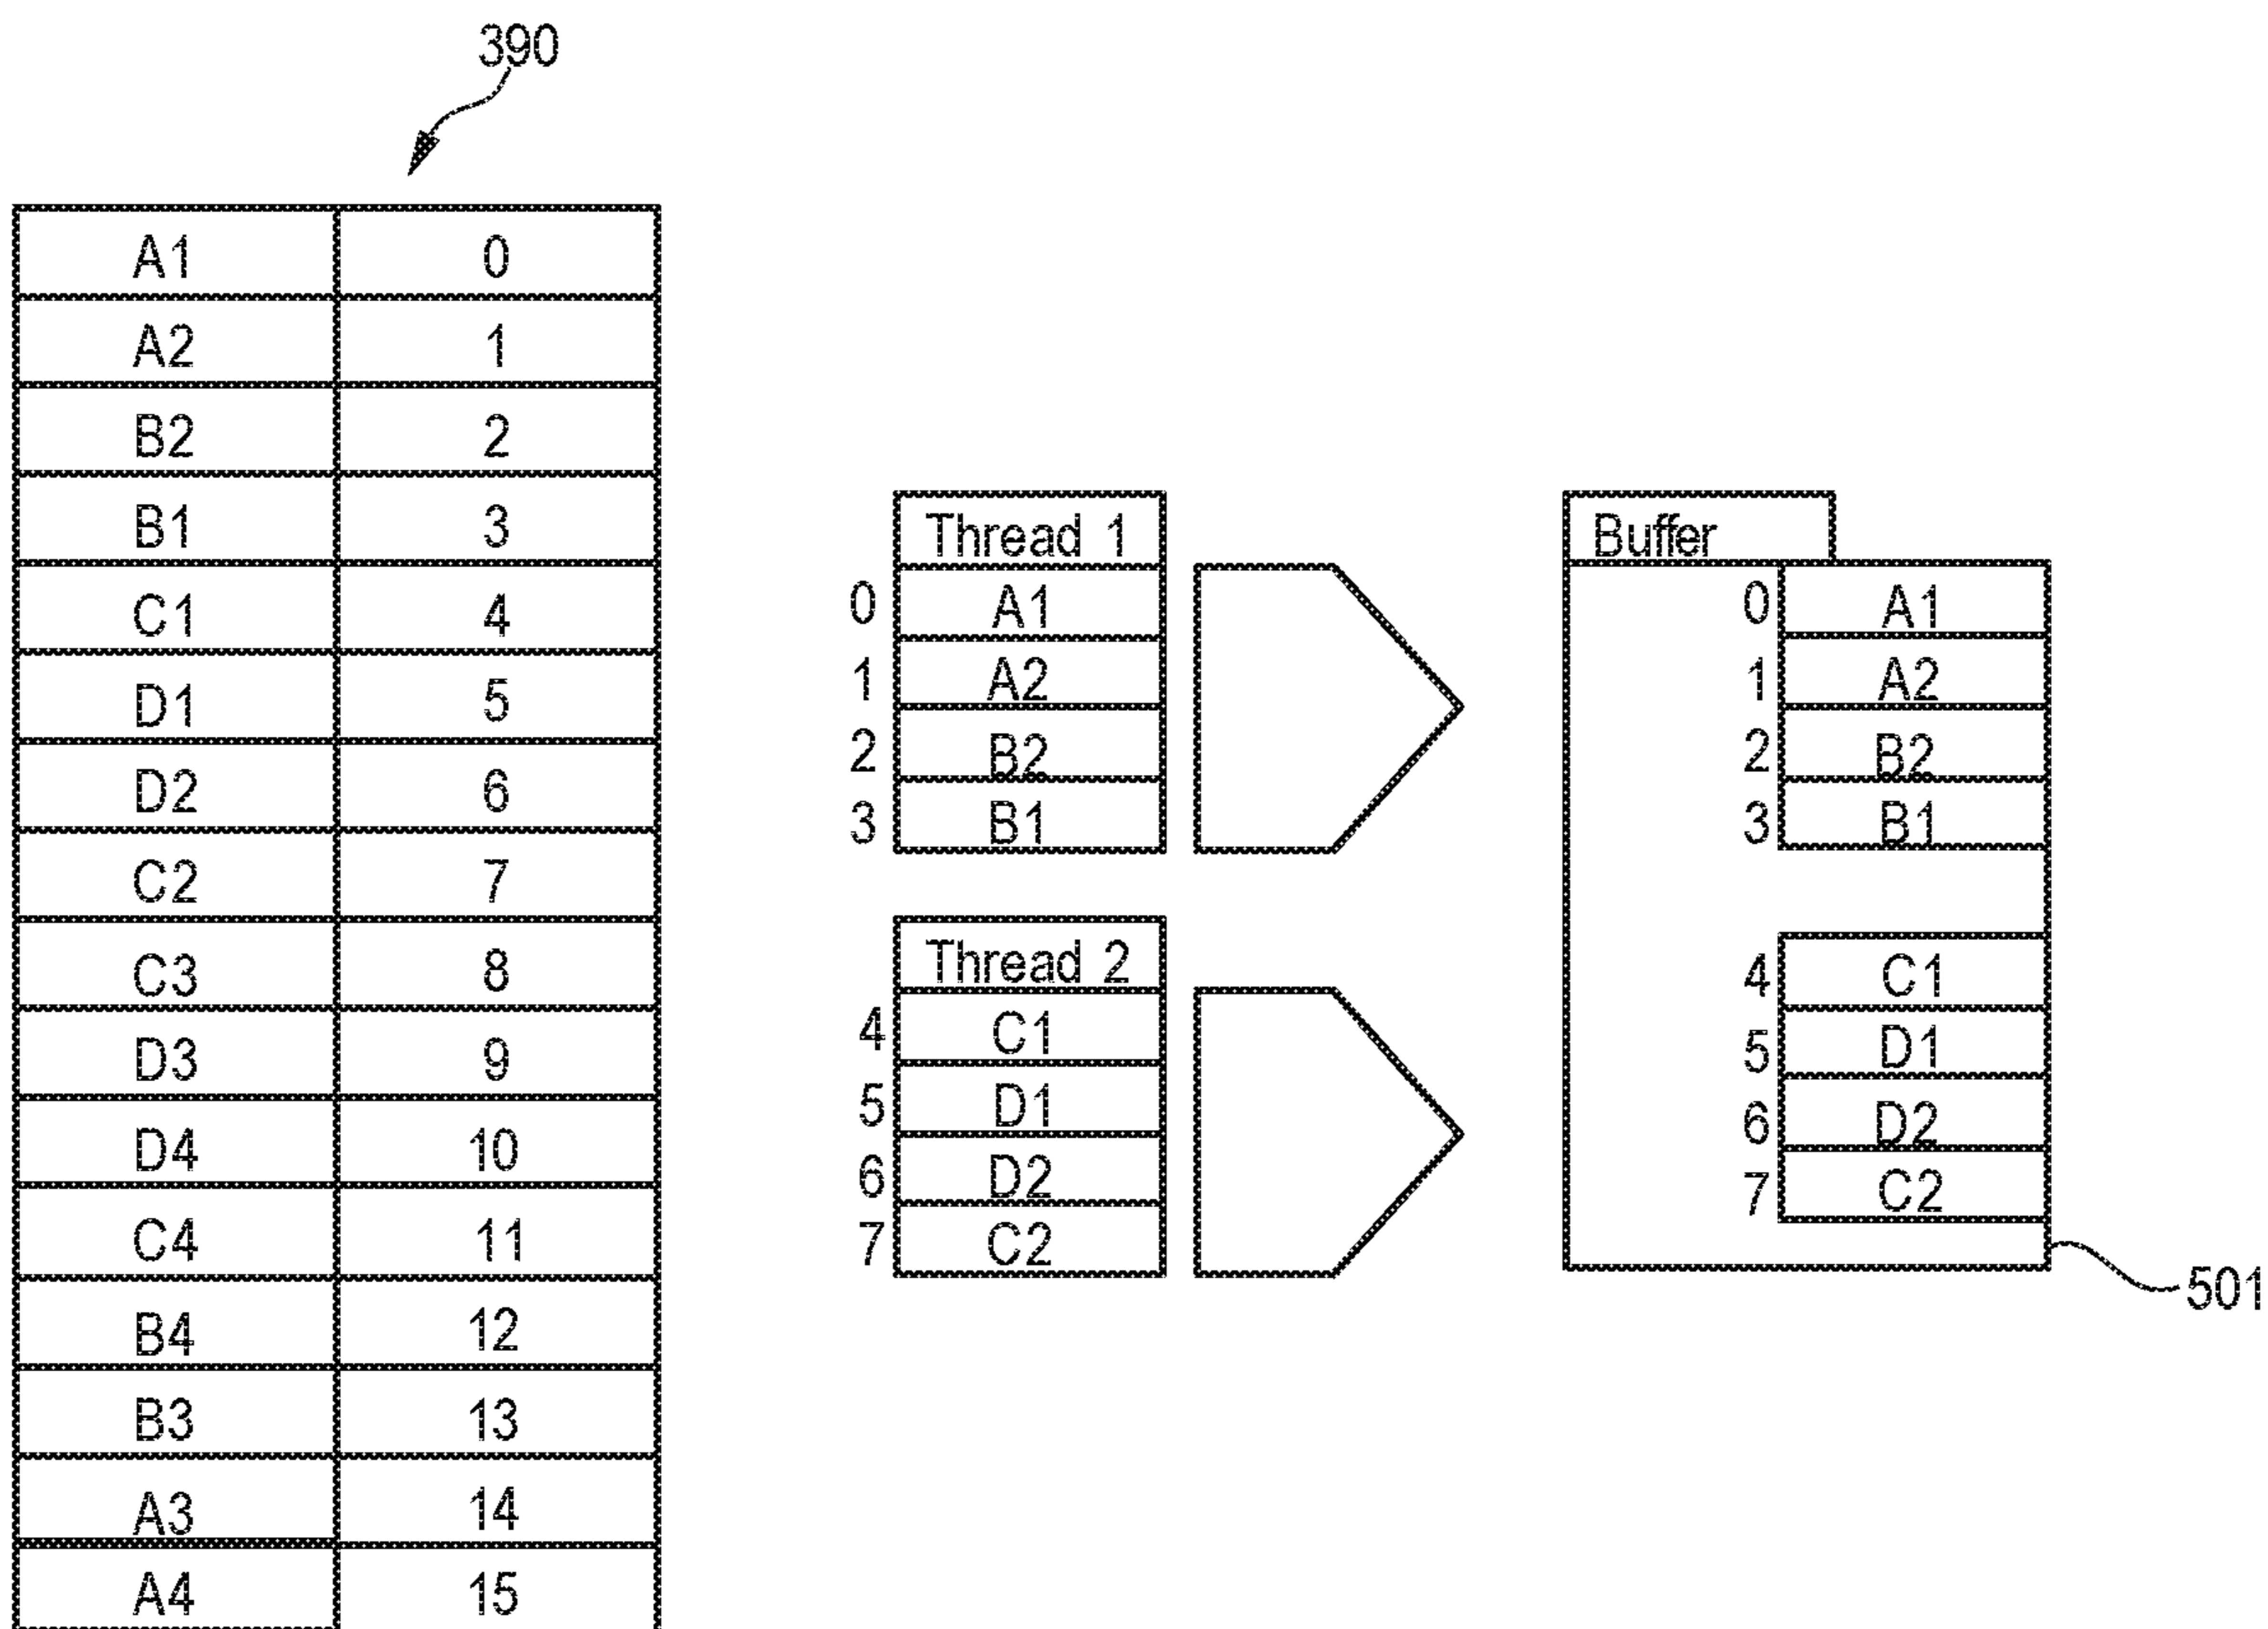 390
A1 0
A2 1
B2 2
B1 3
C1 4
D1 5
D2 6
C2 7
C3 8
D3 9
D4 10
C4 11
B4 12
B3 13
A3 14
A4 15
Thread 1
0 A1
1 A2
2 B2
3 B1
Thread 2
4 C1
5 D1
6 D2
7 C2
Buffer
0 A1
1 A2
2 B2
3 B1
4 C1
5 D1
6 D2
7 C2
501